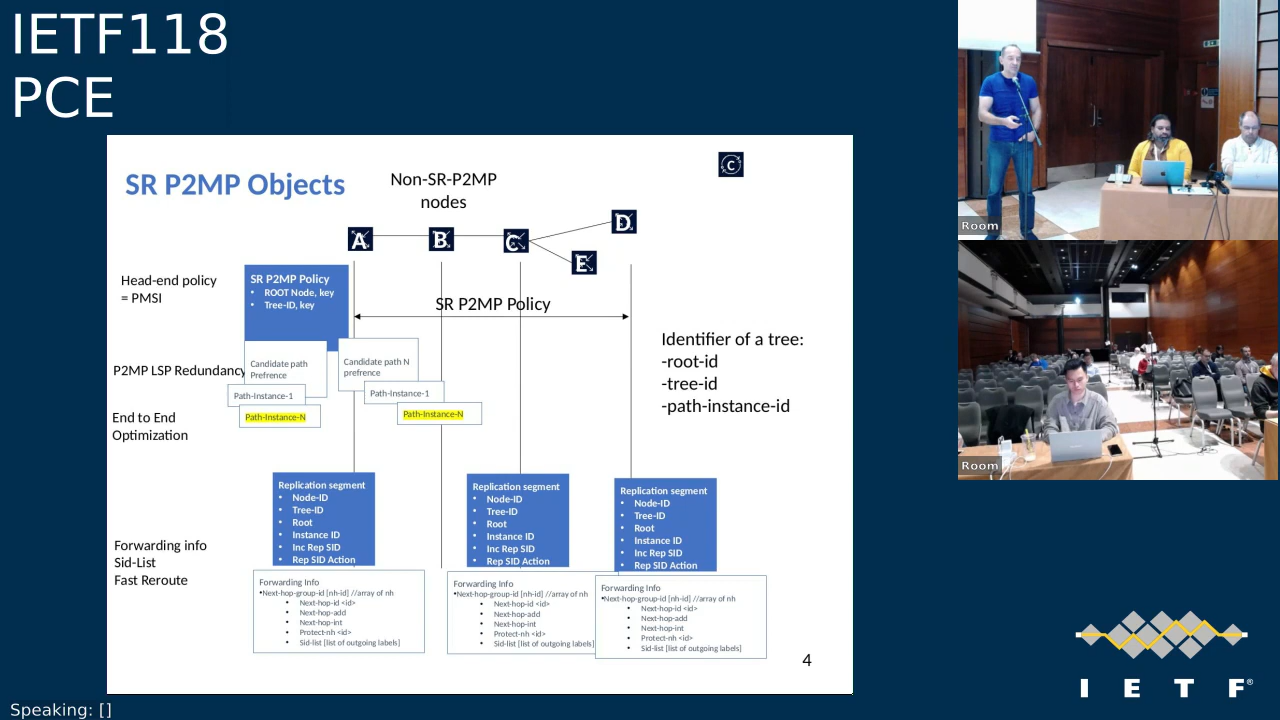 IETF118
PCE
SR P2MP Objects
Non-SR-P2MP
nodes
C
A
B
C
D
E
Head-end policy
= PMSI
SR P2MP Policy
• ROOT Node, key
• Tree-ID, key
SR P2MP Policy
Identifier of a tree:
-root-id
-tree-id
-path-instance-id
P2MP LSP Redundancy
Candidate path
Prefrence
Candidate path N
prefrence
Path-Instance-1
Path-Instance-1
Path-Instance-N
Path-Instance-N
End to End
Optimization
Replication segment
• Node-ID
• Tree-ID
• Root
• Instance ID
• Inc Rep SID
• Rep SID Action
Replication segment
• Node-ID
• Tree-ID
• Root
• Instance ID
• Inc Rep SID
• Rep SID Action
Replication segment
• Node-ID
• Tree-ID
• Root
• Instance ID
• Inc Rep SID
• Rep SID Action
Forwarding info
Sid-List
Fast Reroute
Forwarding Info
•Next-hop-group-id [nh-id] //array of nh
• Next-hop-id <id>
• Next-hop-add
• Next-hop-int
• Protect-nh <id>
• Sid-list [list of outgoing labels]
Forwarding Info
•Next-hop-group-id [nh-id] //array of nh
• Next-hop-id <id>
• Next-hop-add
• Next-hop-int
• Protect-nh <id>
• Sid-list [list of outgoing labels]
Forwarding Info
•Next-hop-group-id [nh-id] //array of nh
• Next-hop-id <id>
• Next-hop-add
• Next-hop-int
• Protect-nh <id>
• Sid-list [list of outgoing labels]
4
Room
Room
I E T F®
Speaking: []